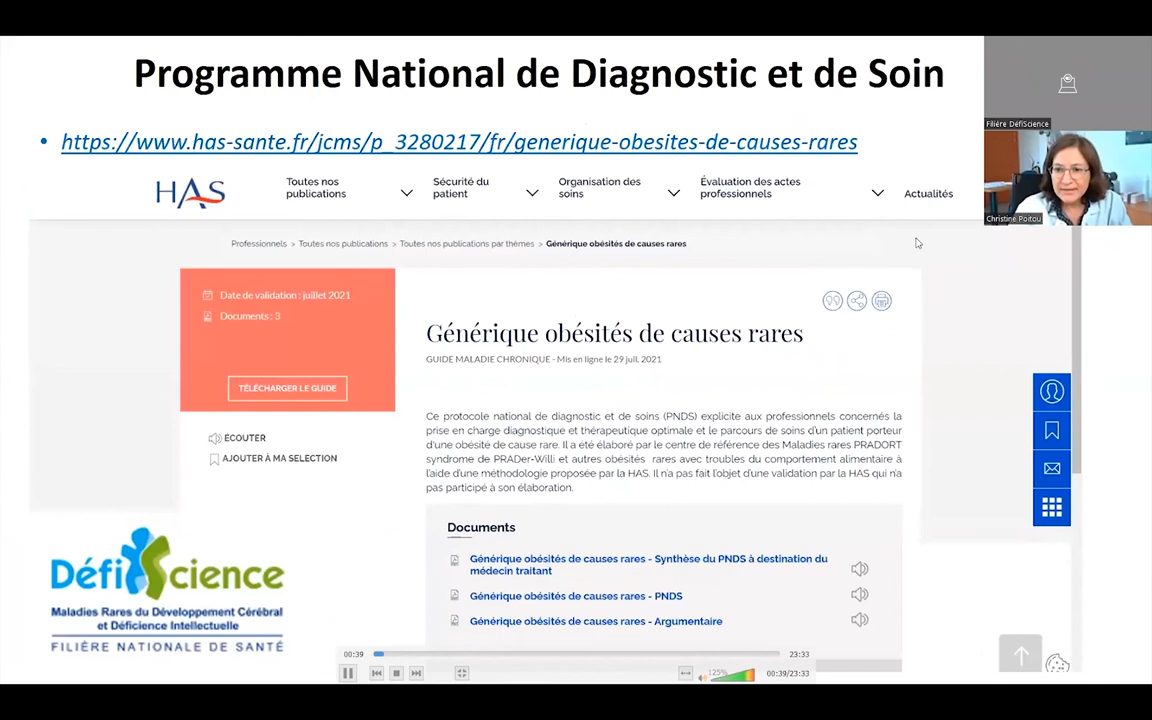 Programme National de Diagnostic et de Soin
Filière DéfiScience
• https://www.has-sante.fr/jcms/p_3280217/fr/generique-obesites-de-causes-rares
Christine Poitou
HAS
Toutes nos
publications
Sécurité du
patient
Organisation des
soins
Évaluation des actes
professionnels
Actualités
Professionnels > Toutes nos publications > Toutes nos publications par thèmes > Générique obésités de causes rares
Date de validation : juillet 2021
Documents : 3
TÉLÉCHARGER LE GUIDE
ÉCOUTER
AJOUTER À MA SELECTION
Générique obésités de causes rares
GUIDE MALADIE CHRONIQUE - Mis en ligne le 29 juil. 2021
Ce protocole national de diagnostic et de soins (PNDS) explicite aux professionnels concernés la
prise en charge diagnostique et thérapeutique optimale et le parcours de soins d'un patient porteur
d'une obésité de cause rare. Il a été élaboré par le centre de référence des Maladies rares PRADORT
syndrome de PRADer-Willi et autres obésités rares avec troubles du comportement alimentaire à
l'aide d'une méthodologie proposée par la HAS. Il n'a pas fait l'objet d'une validation par la HAS qui n'a
pas participé à son élaboration.
Documents
Générique obésités de causes rares - Synthèse du PNDS à destination du
médecin traitant
Générique obésités de causes rares - PNDS
Générique obésités de causes rares - Argumentaire
DéfiScience
Maladies Rares du Développement Cérébral
et Déficience Intellectuelle
FILIÈRE NATIONALE DE SANTÉ
00:39
23:33
125%
00:39/23:33